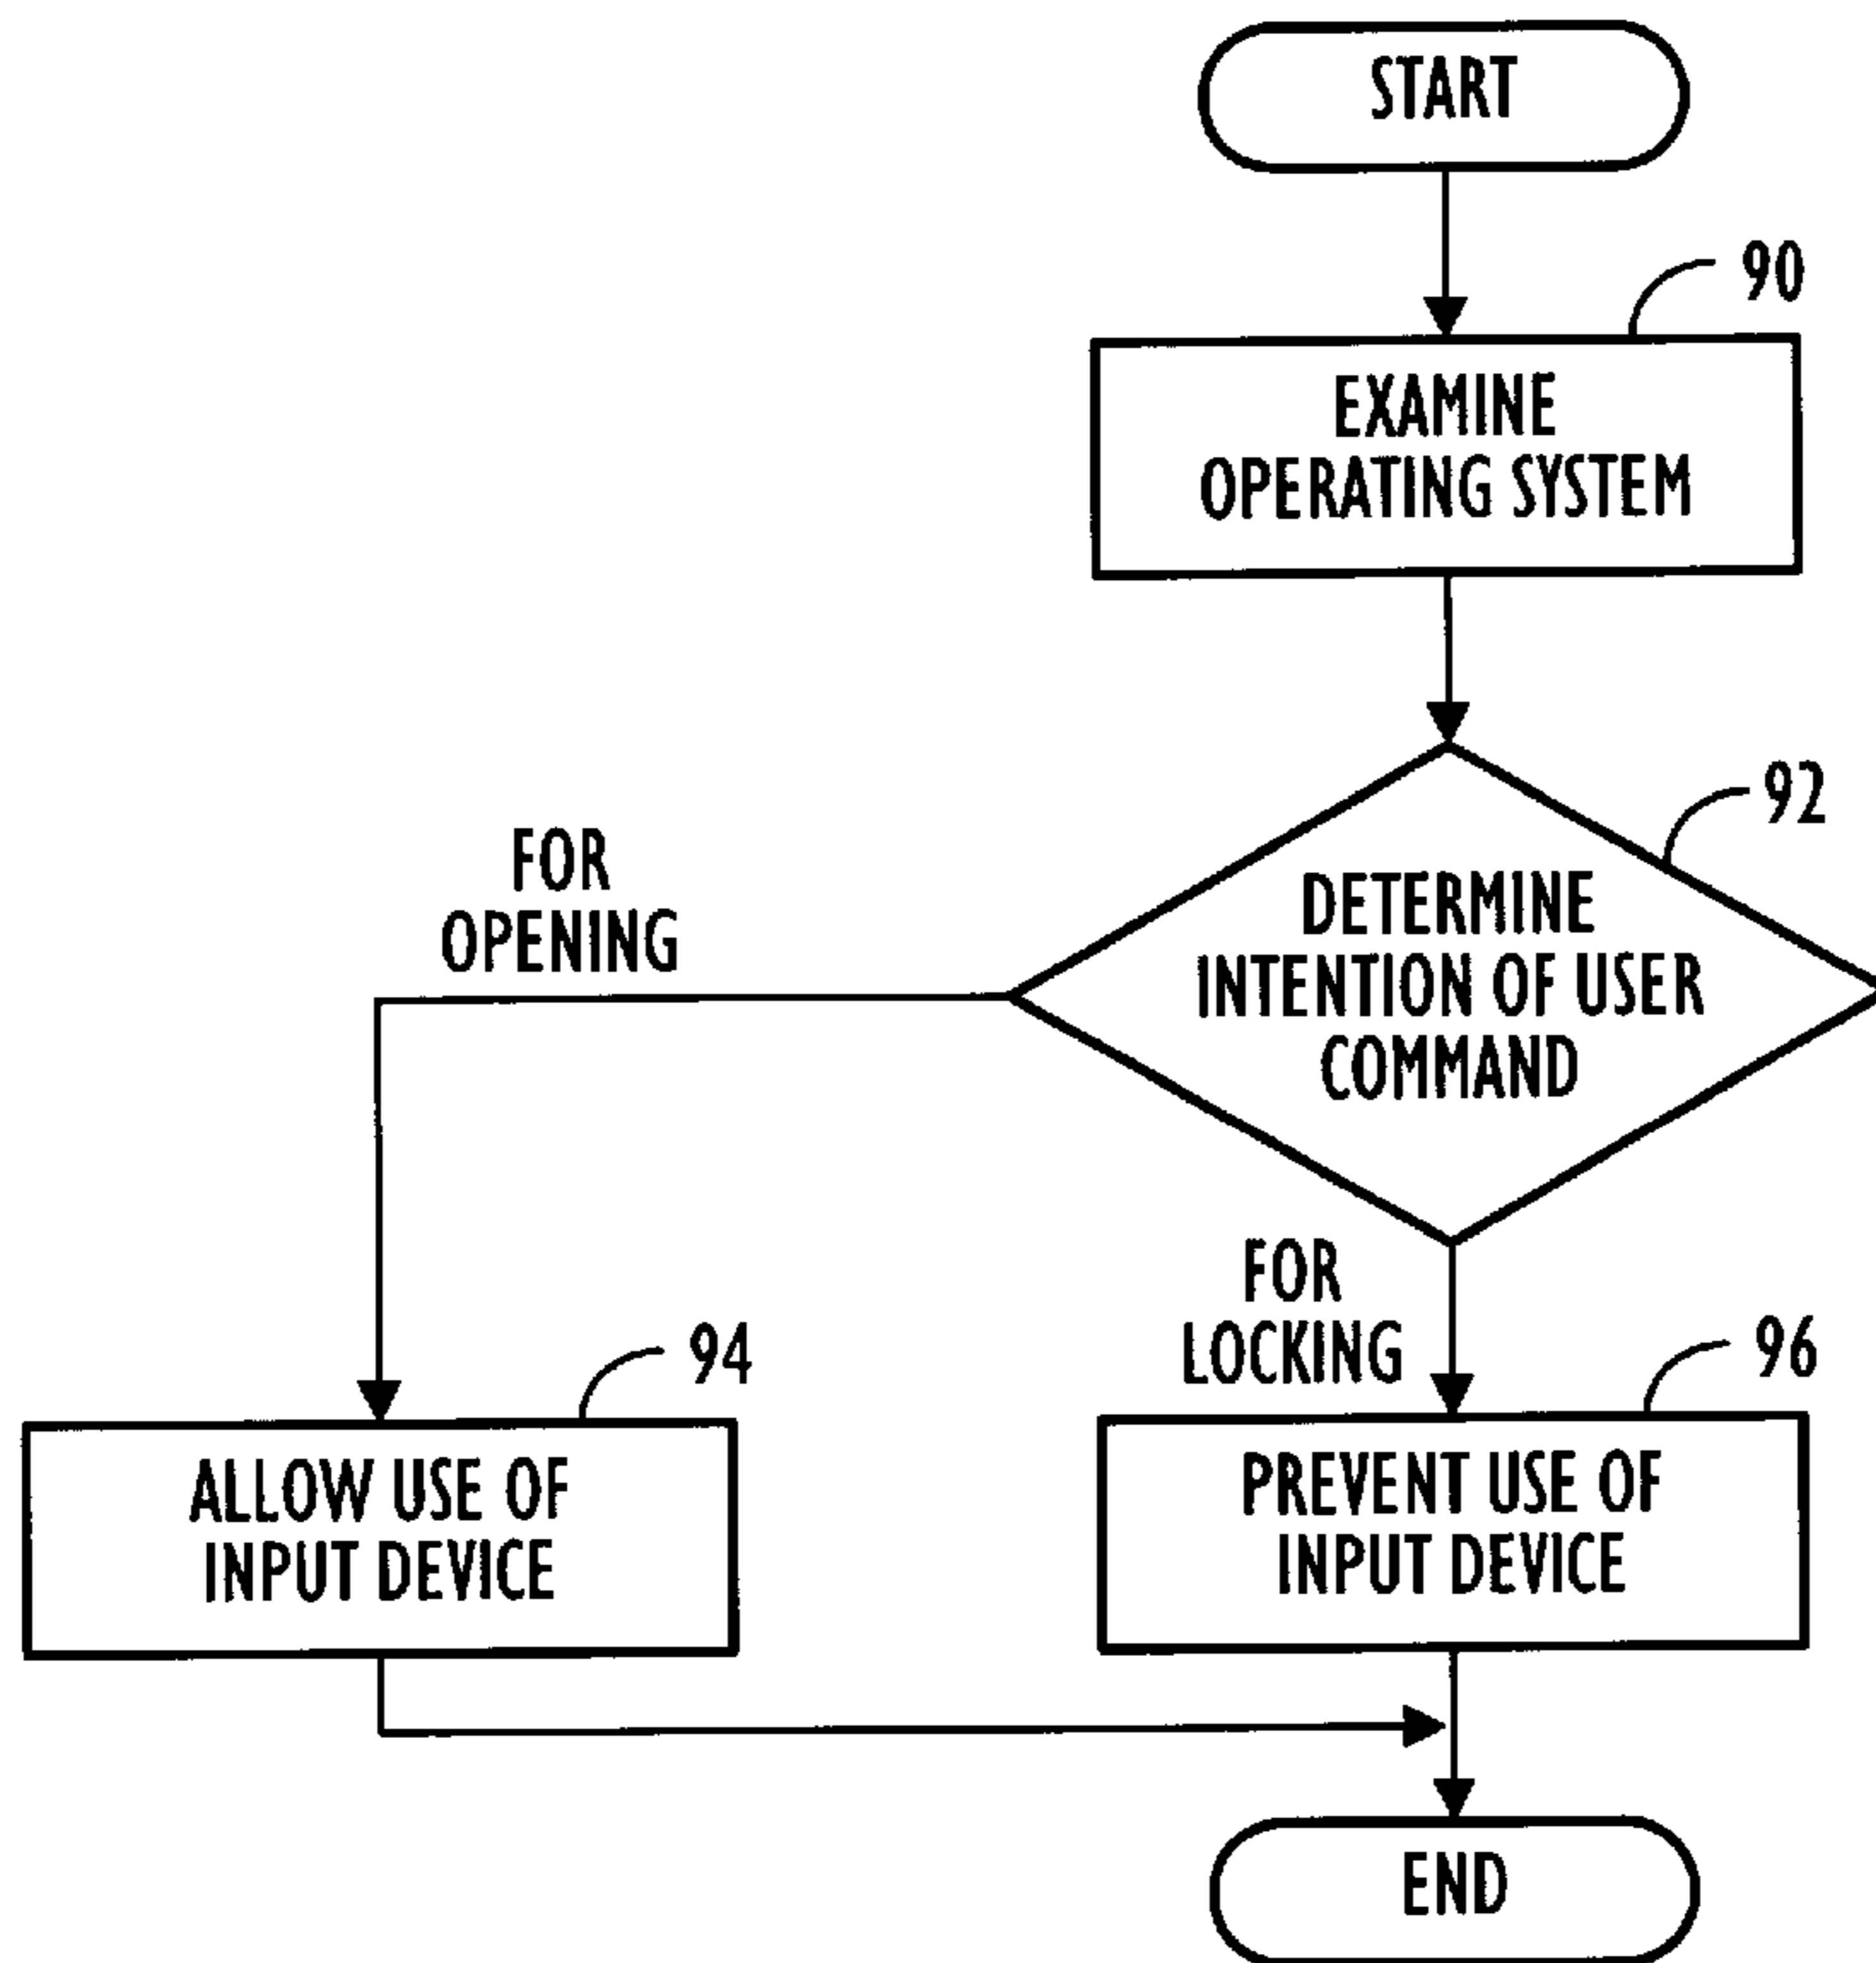 START
90
EXAMINE
OPERATING SYSTEM
92
DETERMINE
INTENTION OF USER
COMMAND
FOR
OPENING
FOR
LOCKING
94
ALLOW USE OF
INPUT DEVICE
96
PREVENT USE OF
INPUT DEVICE
END